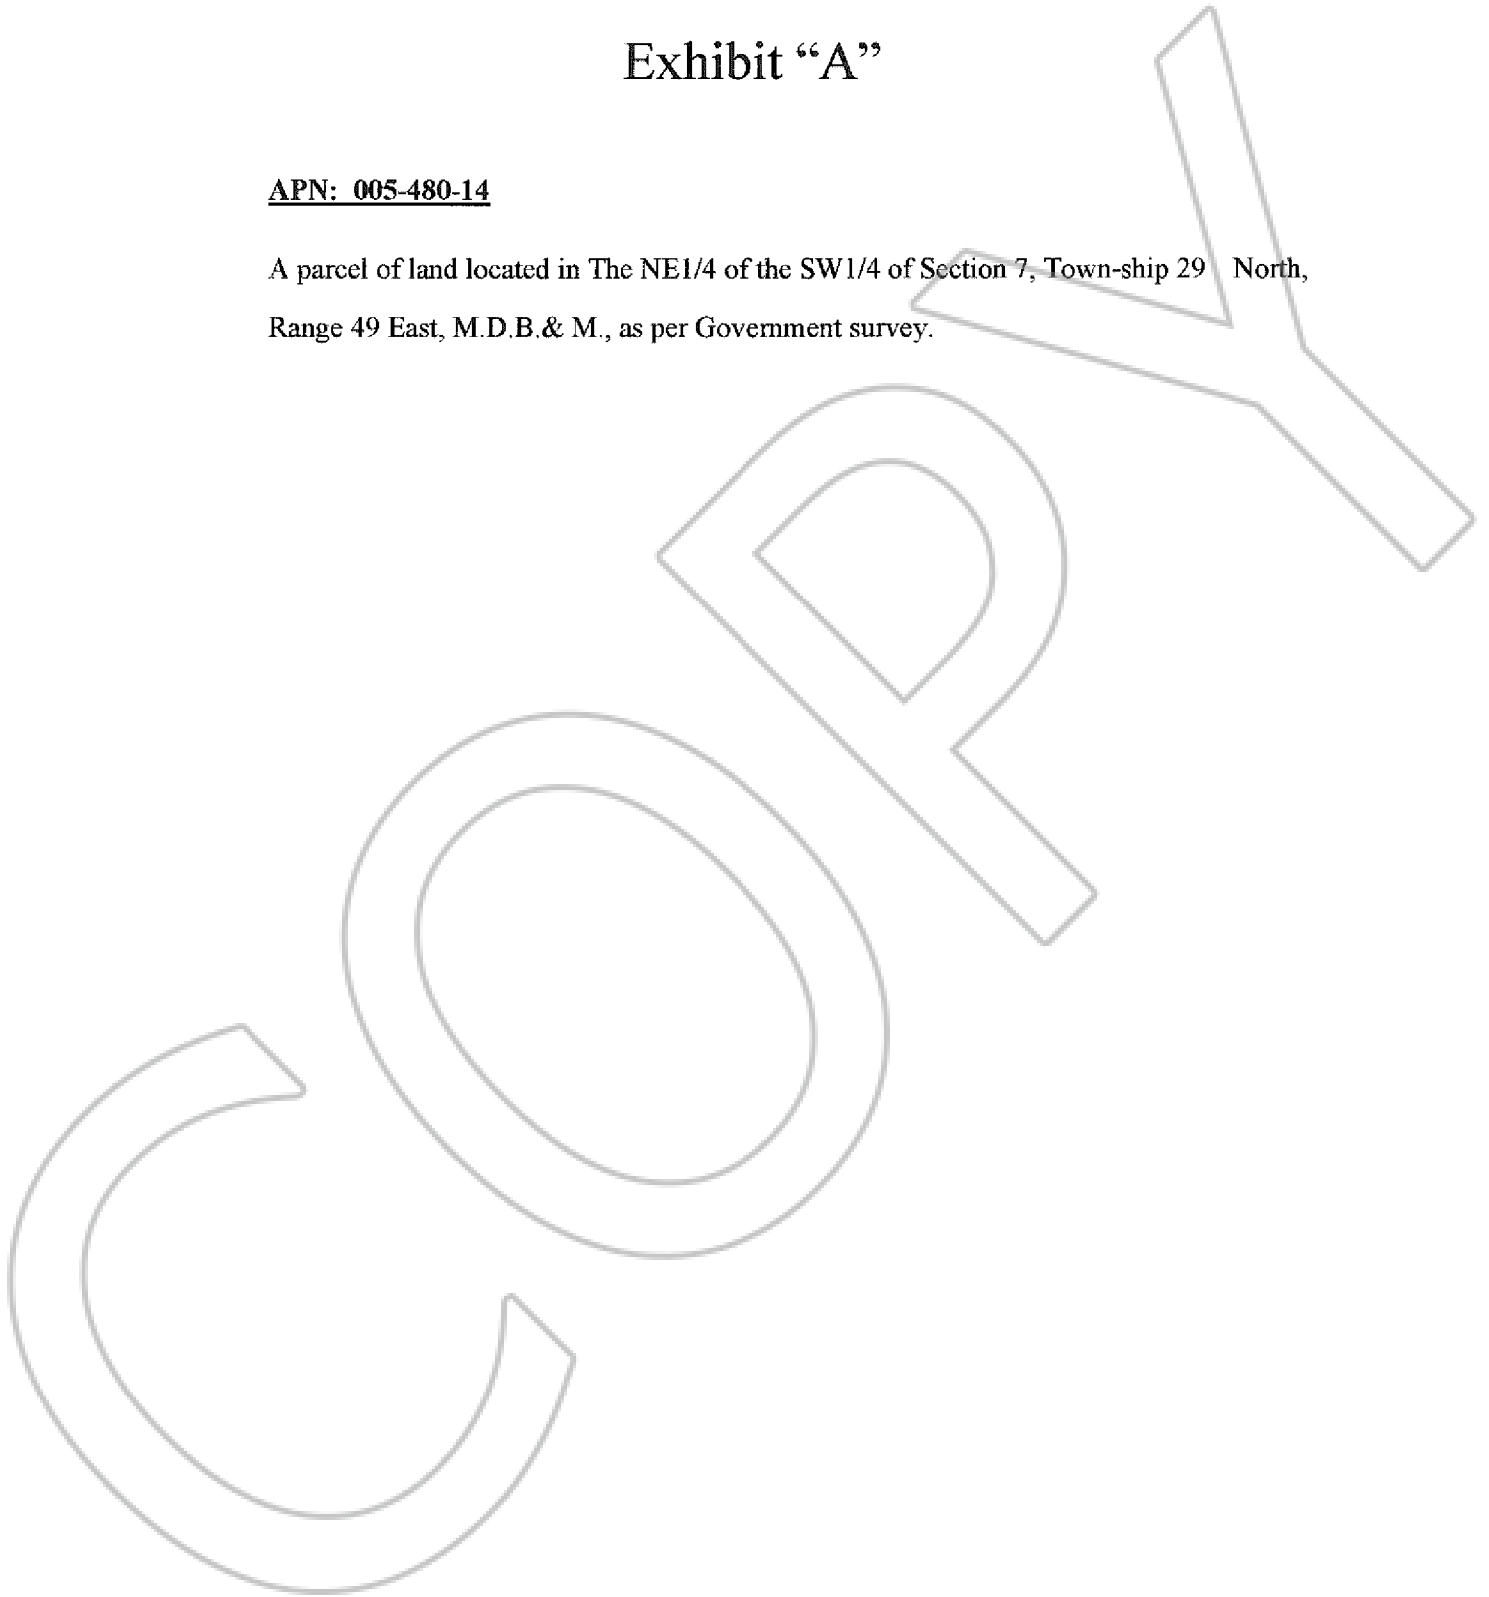 Exhibit “A”
APN: 005-480-14
A parcel of land located in The NE1/4 of the SW1/4 of Section 7, Town-ship 29 North,
Range 49 East, M.D.B.& M., as per Government survey.
COPY